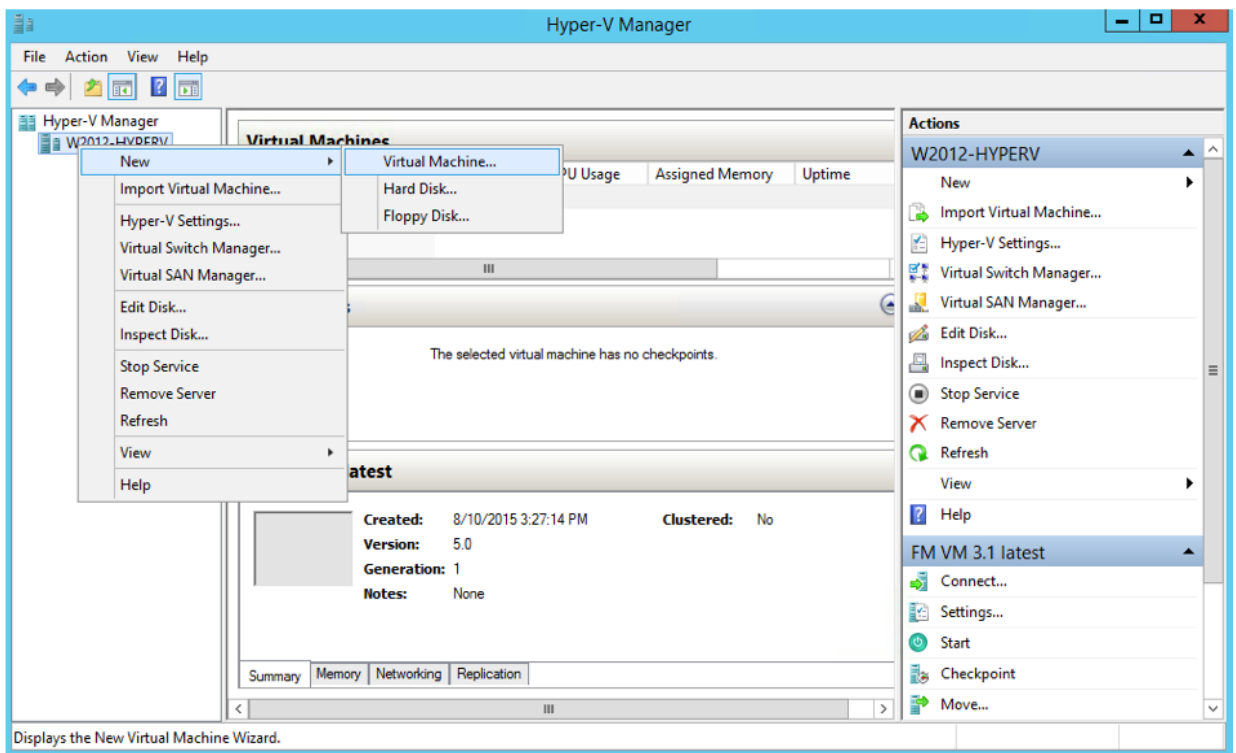 Hyper-V Manager
File Action View Help
Hyper-V Manager
W2012-HYPERV
New
Import Virtual Machine...
Hyper-V Settings...
Virtual Switch Manager...
Virtual SAN Manager...
Edit Disk...
Inspect Disk...
Stop Service
Remove Server
Refresh
View
Help
Virtual Machine...
Hard Disk...
Floppy Disk...
Virtual Machines
PU Usage Assigned Memory Uptime
The selected virtual machine has no checkpoints.
atest
Created: 8/10/2015 3:27:14 PM Clustered: No
Version: 5.0
Generation: 1
Notes: None
Summary Memory Networking Replication
Actions
W2012-HYPERV
New
Import Virtual Machine...
Hyper-V Settings...
Virtual Switch Manager...
Virtual SAN Manager...
Edit Disk...
Inspect Disk...
Stop Service
Remove Server
Refresh
View
Help
FM VM 3.1 latest
Connect...
Settings...
Start
Checkpoint
Move...
Displays the New Virtual Machine Wizard.